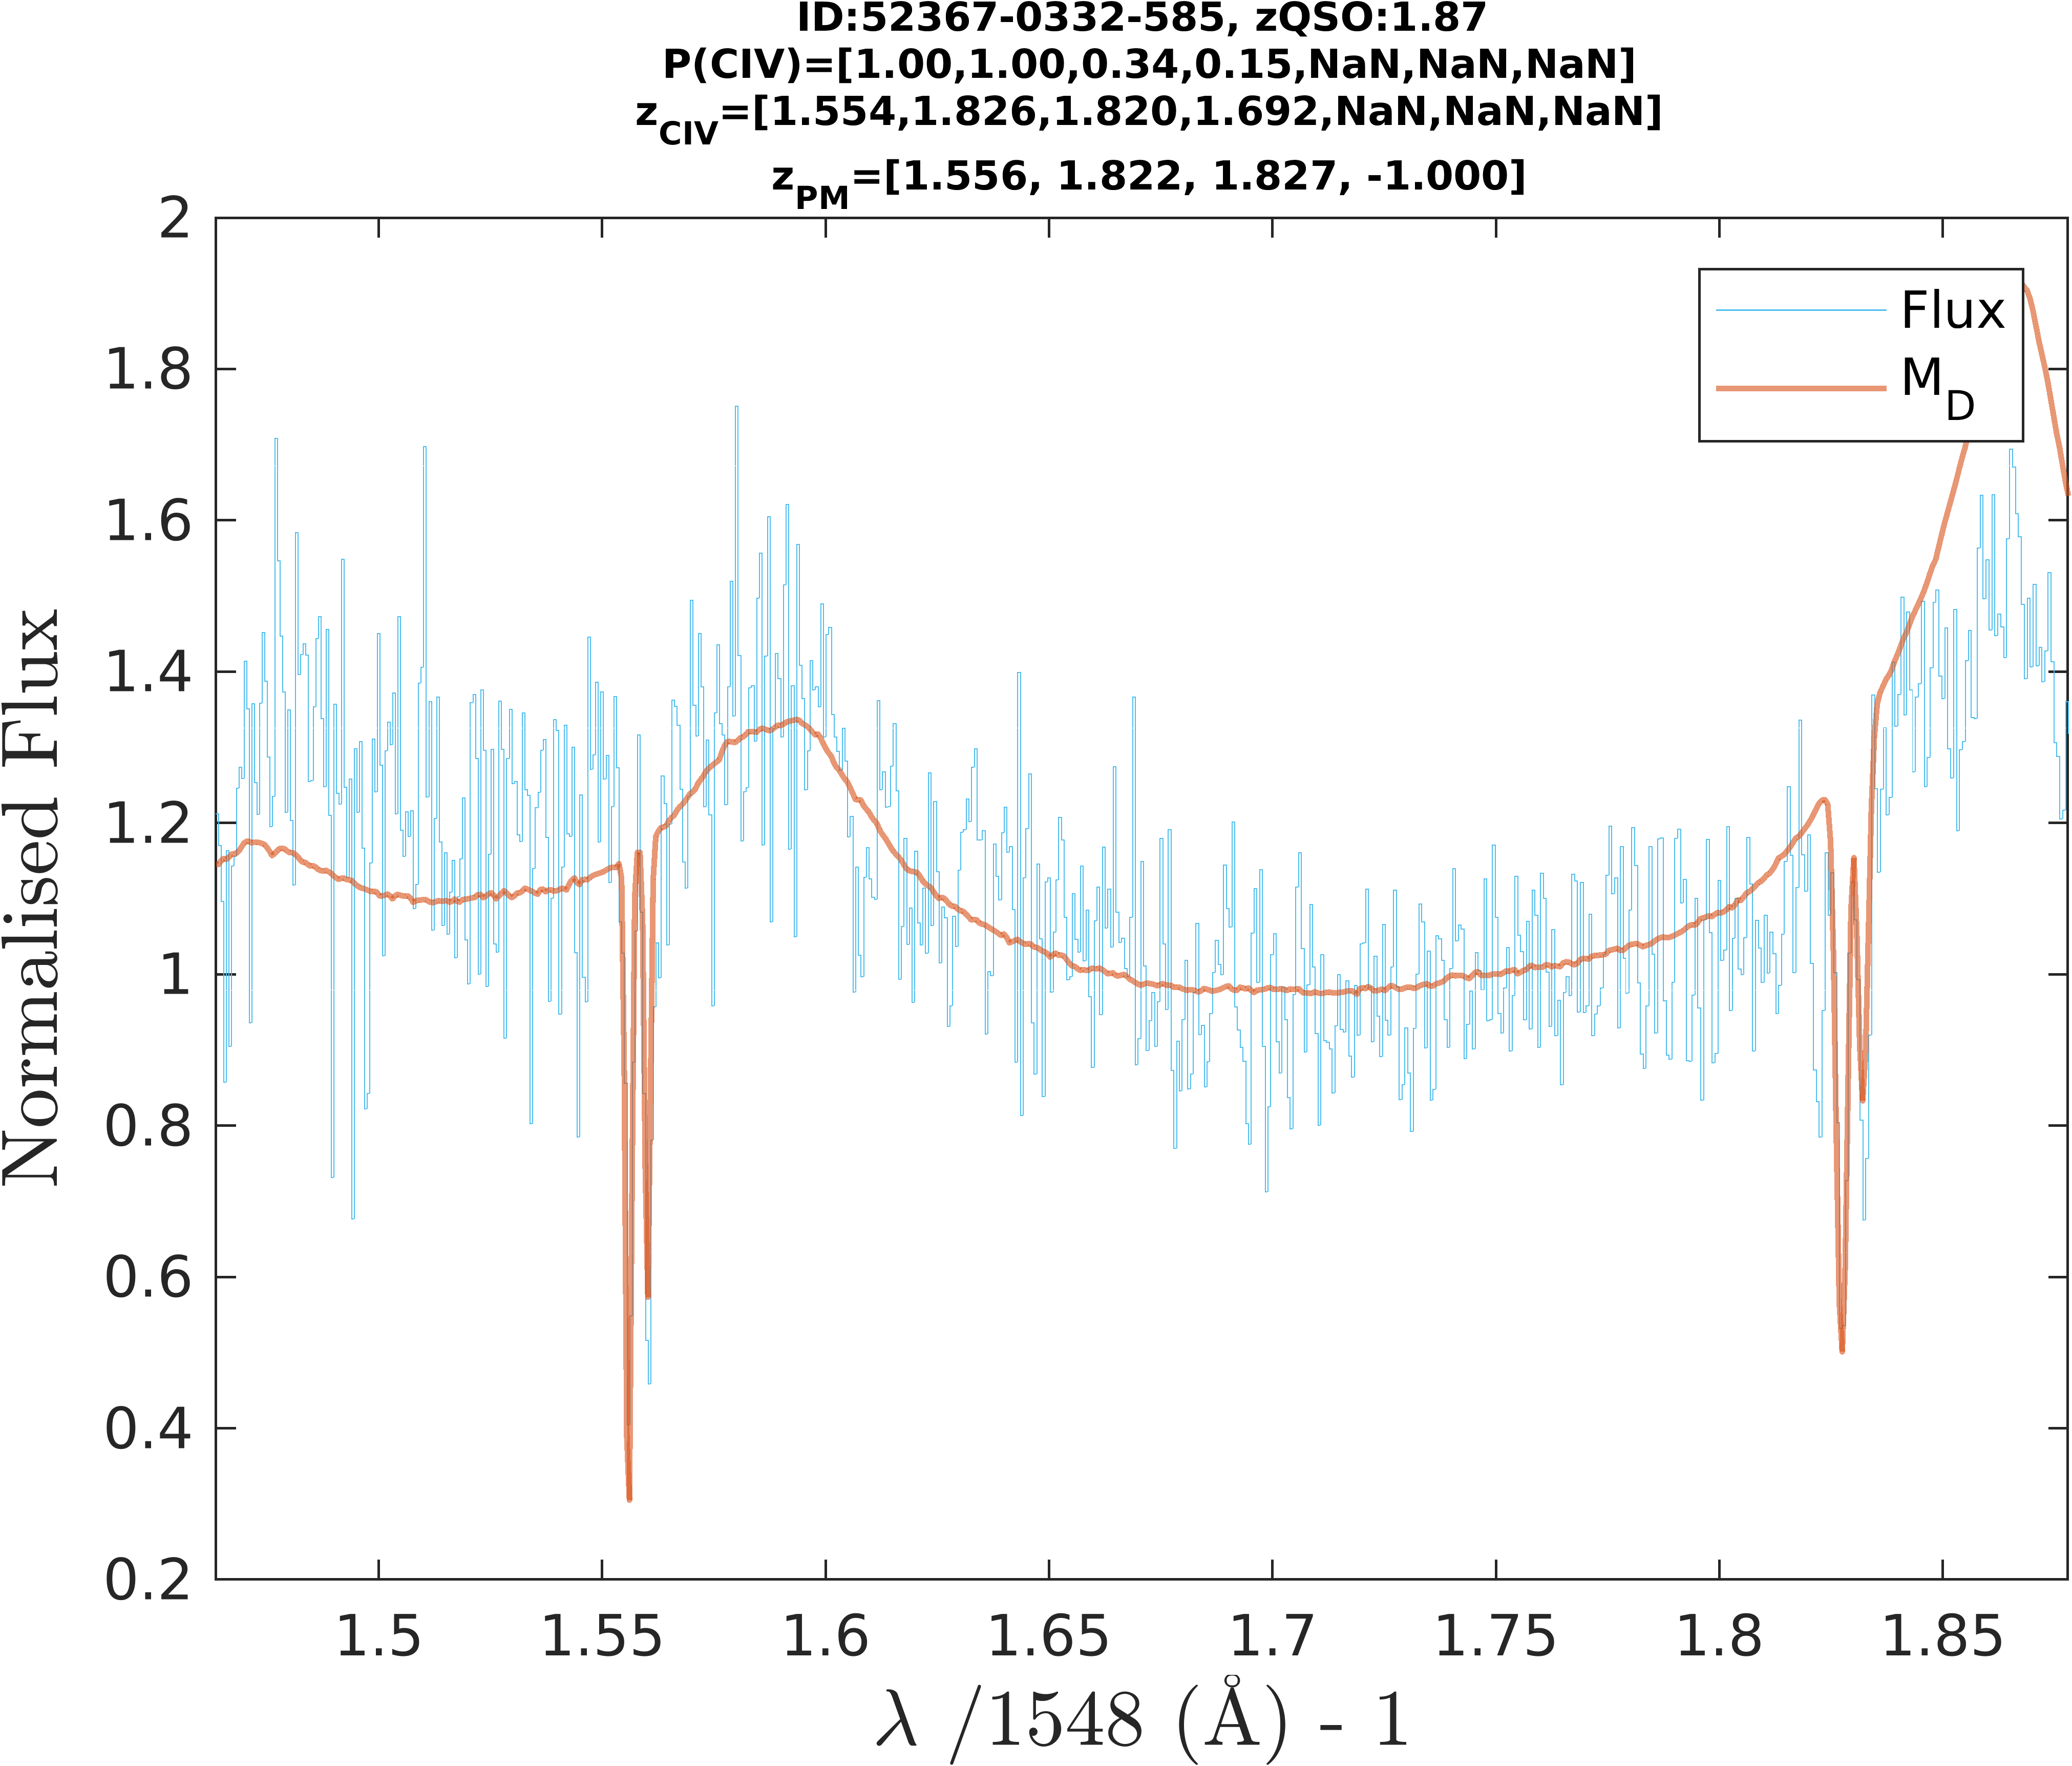 ID:52367-0332-585, zQSO:1.87
P(CIV)=[1.00,1.00,0.34,0.15,NaN,NaN,NaN]
zCIV=[1.554,1.826,1.820,1.692,NaN,NaN,NaN]
zPM=[1.556, 1.822, 1.827, -1.000]
2
1.8
1.6
1.4
1.2
1
0.8
0.6
0.4
0.2
Normalised Flux
Flux
MD
1.5 1.55 1.6 1.65 1.7 1.75 1.8 1.85
λ /1548 (Å) - 1